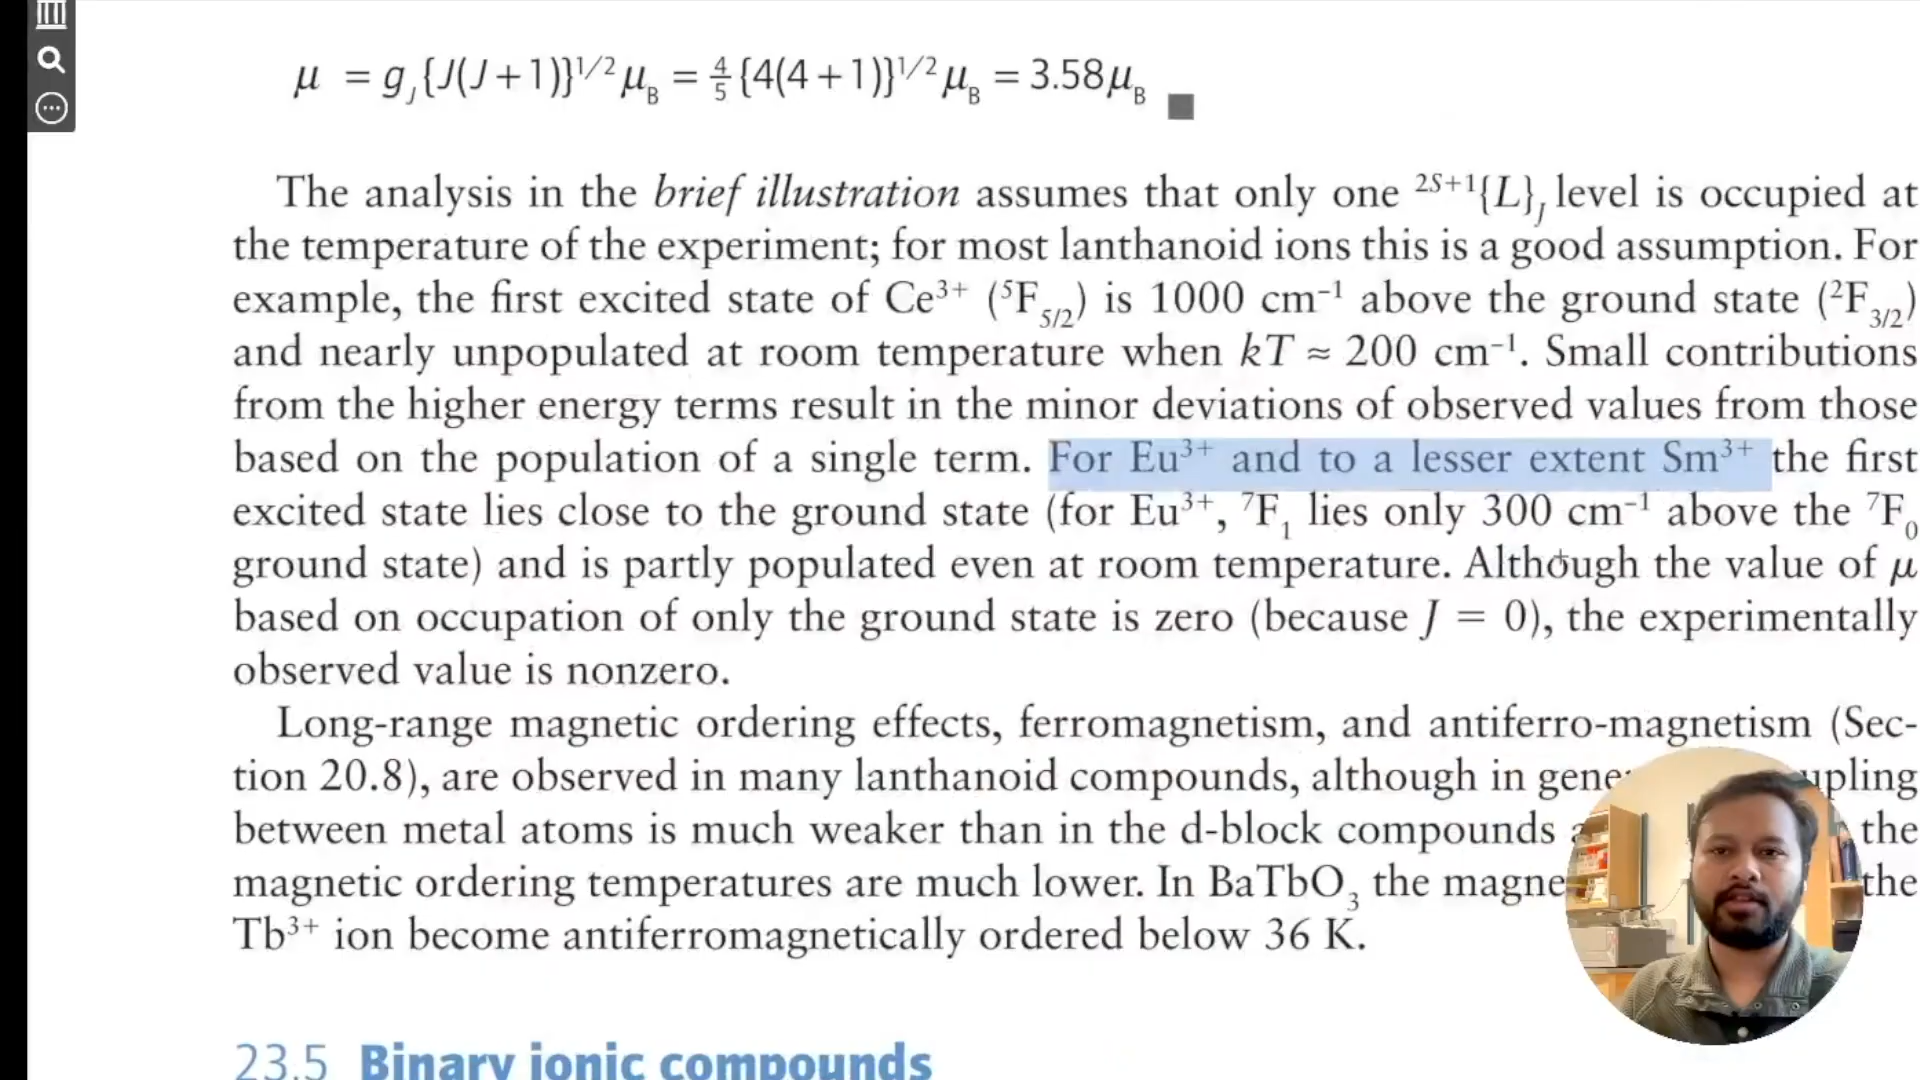 μ = g_J{J(J+1)}^1/2 μ_B = 4/5 {4(4+1)}^1/2 μ_B = 3.58μ_B
The analysis in the brief illustration assumes that only one ²ˢ⁺¹{L}_J level is occupied at
the temperature of the experiment; for most lanthanoid ions this is a good assumption. For
example, the first excited state of Ce³⁺ (⁵F₅/₂) is 1000 cm⁻¹ above the ground state (²F₃/₂)
and nearly unpopulated at room temperature when kT ≈ 200 cm⁻¹. Small contributions
from the higher energy terms result in the minor deviations of observed values from those
based on the population of a single term. For Eu³⁺ and to a lesser extent Sm³⁺ the first
excited state lies close to the ground state (for Eu³⁺, ⁷F₁ lies only 300 cm⁻¹ above the ⁷F₀
ground state) and is partly populated even at room temperature. Although the value of μ
based on occupation of only the ground state is zero (because J = 0), the experimentally
observed value is nonzero.
Long-range magnetic ordering effects, ferromagnetism, and antiferro-magnetism (Sec-
tion 20.8), are observed in many lanthanoid compounds, although in
between metal atoms is much weaker than in the d-block compounds the
magnetic ordering temperatures are much lower. In BaTbO₃ the the
Tb³⁺ ion become antiferromagnetically ordered below 36 K.
23.5 Binary ionic compounds